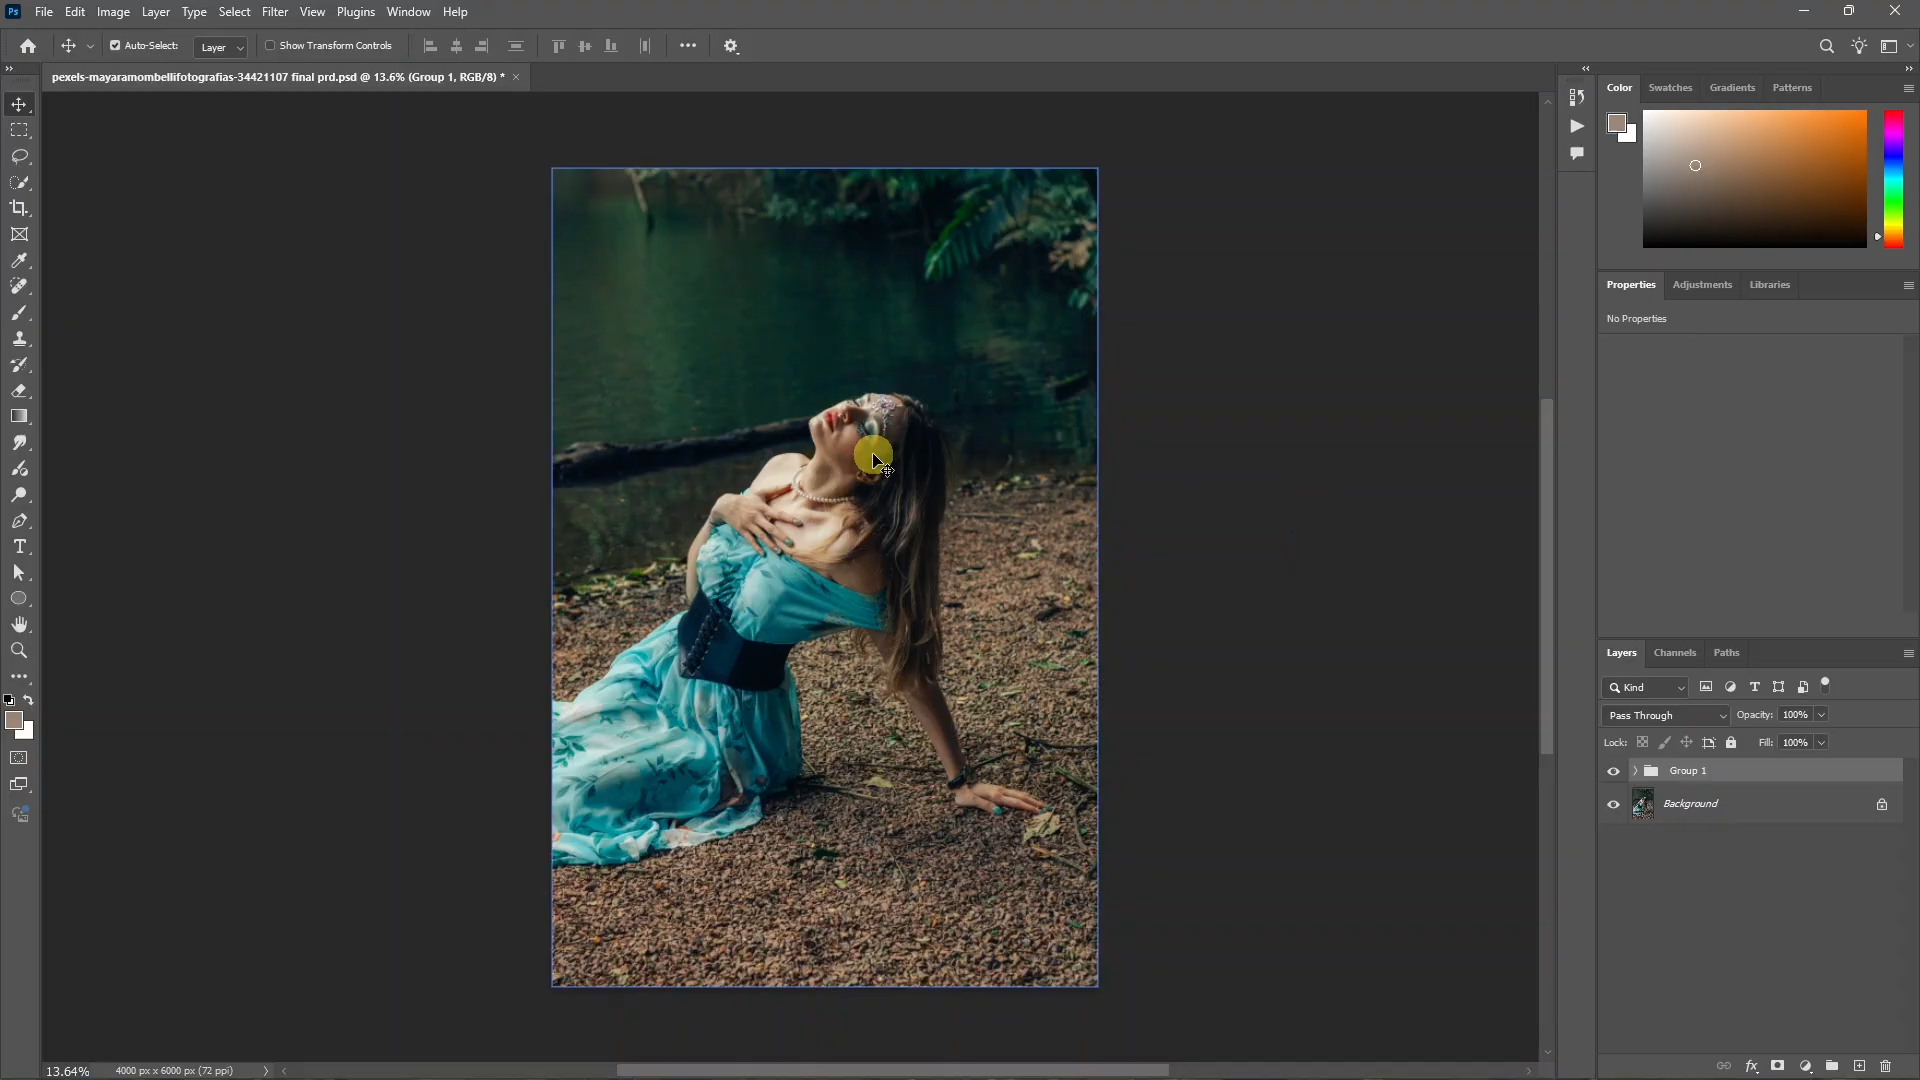 Ps File Edit Image Layer Type Select Filter View Plugins Window Help
Auto-Select: Layer Show Transform Controls
pexels-mayaramombellifotografias-34421107 final prd.psd @ 13.6% (Group 1, RGB/8) *
Color Swatches Gradients Patterns
Properties Adjustments Libraries
No Properties
Layers Channels Paths
Kind
Pass Through Opacity: 100%
Lock: Fill: 100%
Group 1
Background
13.64% 4000 px x 6000 px (72 ppi)